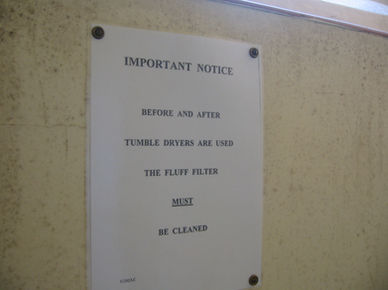 IMPORTANT NOTICE
BEFORE AND AFTER
TUMBLE DRYERS ARE USED
THE FLUFF FILTER
MUST
BE CLEANED